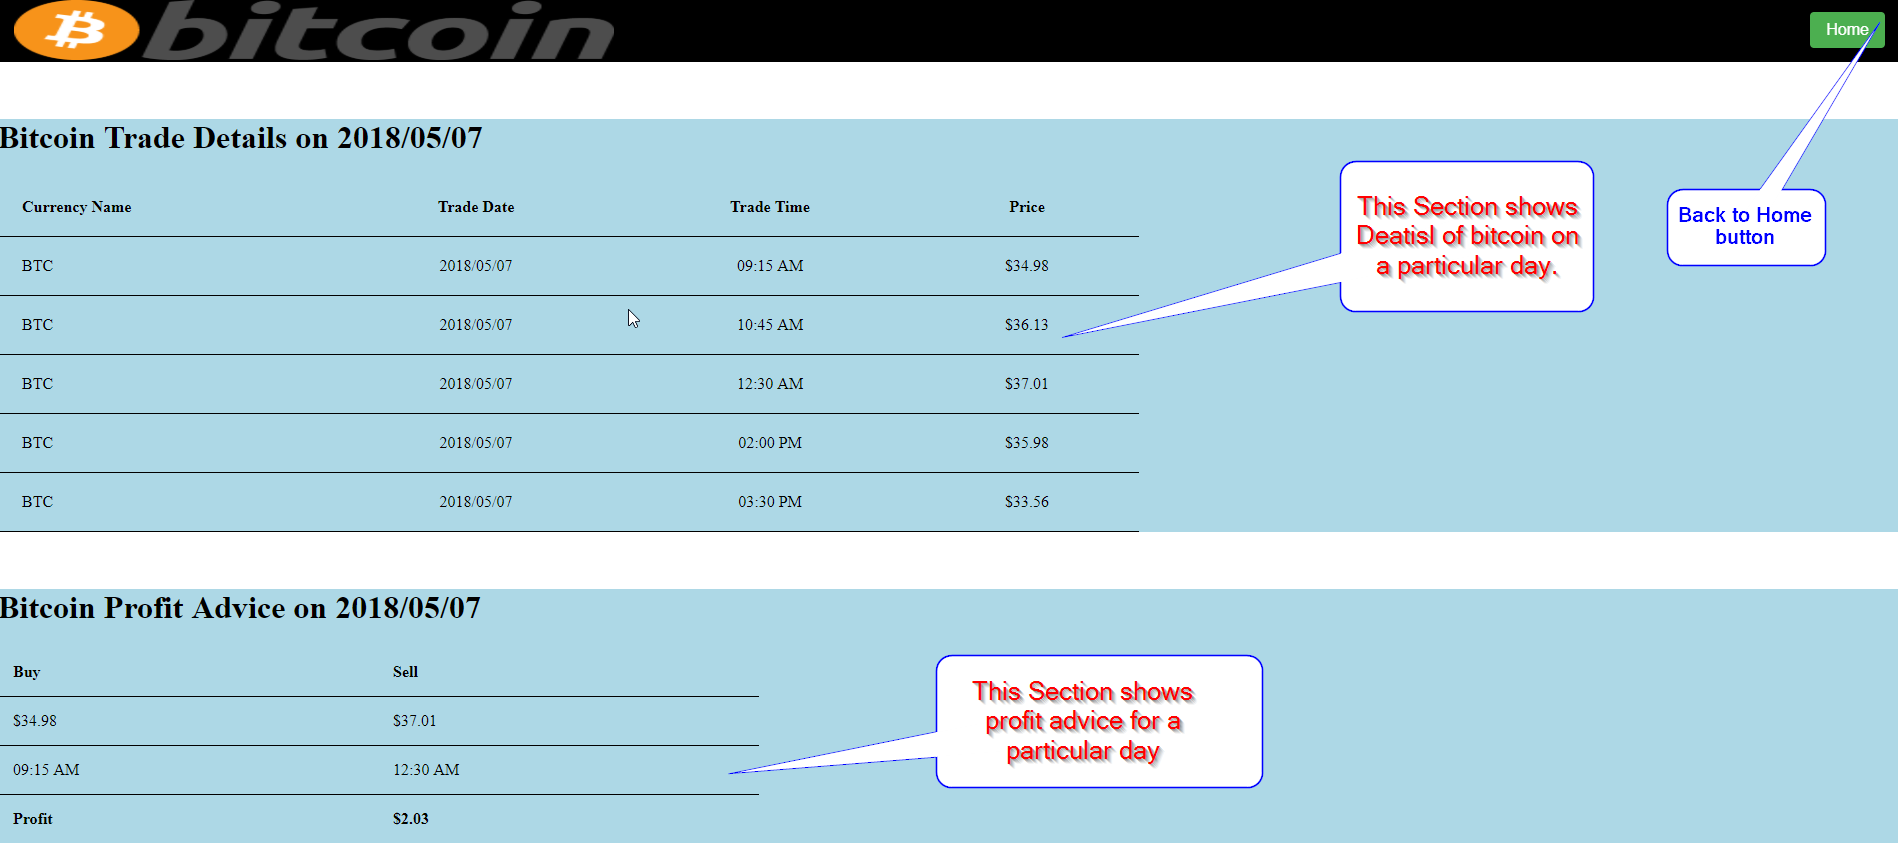 bitcoin
Home
Bitcoin Trade Details on 2018/05/07
Currency Name Trade Date Trade Time Price
BTC 2018/05/07 09:15 AM $34.98
BTC 2018/05/07 10:45 AM $36.13
BTC 2018/05/07 12:30 AM $37.01
BTC 2018/05/07 02:00 PM $35.98
BTC 2018/05/07 03:30 PM $33.56
This Section shows
Deatisl of bitcoin on
a particular day.
Back to Home
button
Bitcoin Profit Advice on 2018/05/07
Buy Sell
$34.98 $37.01
09:15 AM 12:30 AM
Profit $2.03
This Section shows
profit advice for a
particular day